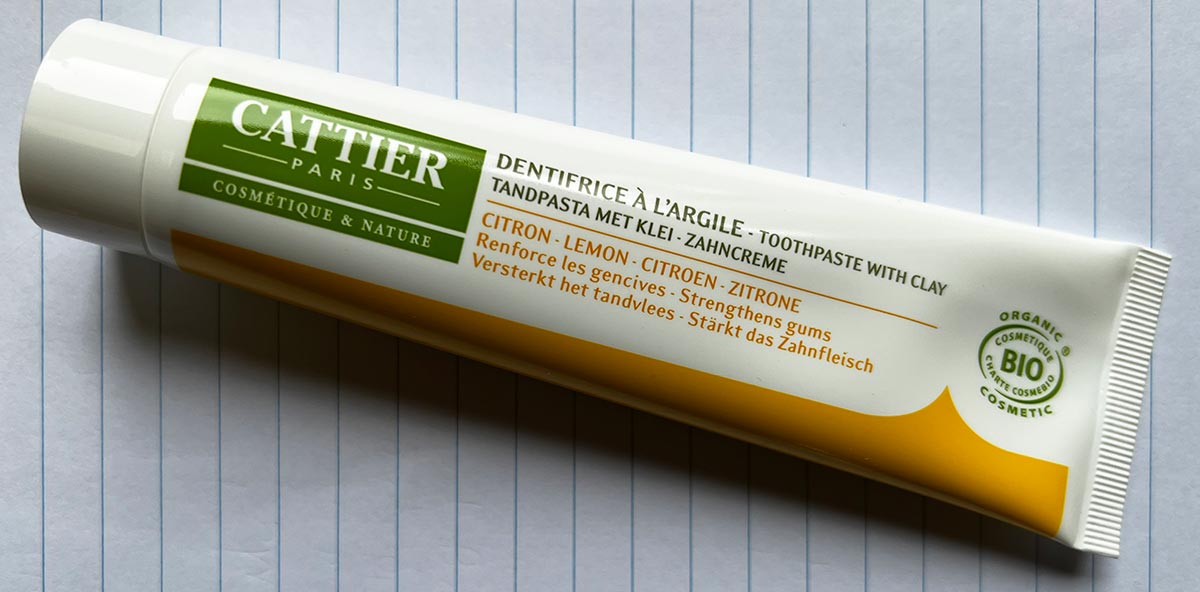 CATTIER
PARIS
COSMÉTIQUE & NATURE
DENTIFRICE À L'ARGILE - TOOTHPASTE WITH CLAY
TANDPASTA MET KLEI - ZAHNCREME
CITRON - LEMON - CITROEN - ZITRONE
Renforce les gencives - Strengthens gums
Versterkt het tandvlees - Stärkt das Zahnfleisch
ORGANIC ®
COSMETIQUE
BIO
CHARTE COSMEBIO
COSMETIC